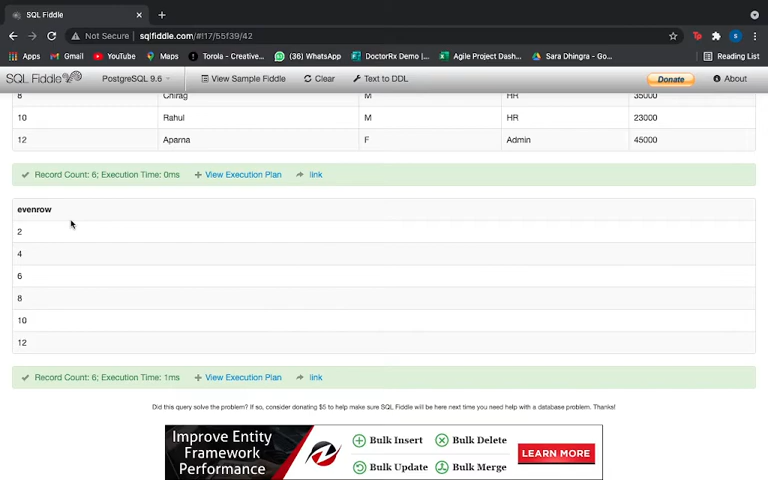 SQL Fiddle
Not Secure | sqlfiddle.com/#!17/55f39/42
Apps Gmail YouTube Maps Torola - Creative... (36) WhatsApp DoctorRx Demo |... Agile Project Dash... Sara Dhingra - Go... Reading List
SQL Fiddle PostgreSQL 9.6 View Sample Fiddle Clear Text to DDL Donate About
8 Chirag M HR 35000
10 Rahul M HR 23000
12 Aparna F Admin 45000
Record Count: 6; Execution Time: 0ms View Execution Plan link
evenrow
2
4
6
8
10
12
Record Count: 6; Execution Time: 1ms View Execution Plan link
Did this query solve the problem? If so, consider donating $5 to help make sure SQL Fiddle will be here next time you need help with a database problem. Thanks!
Improve Entity
Framework
Performance
Bulk Insert Bulk Delete
Bulk Update Bulk Merge
LEARN MORE